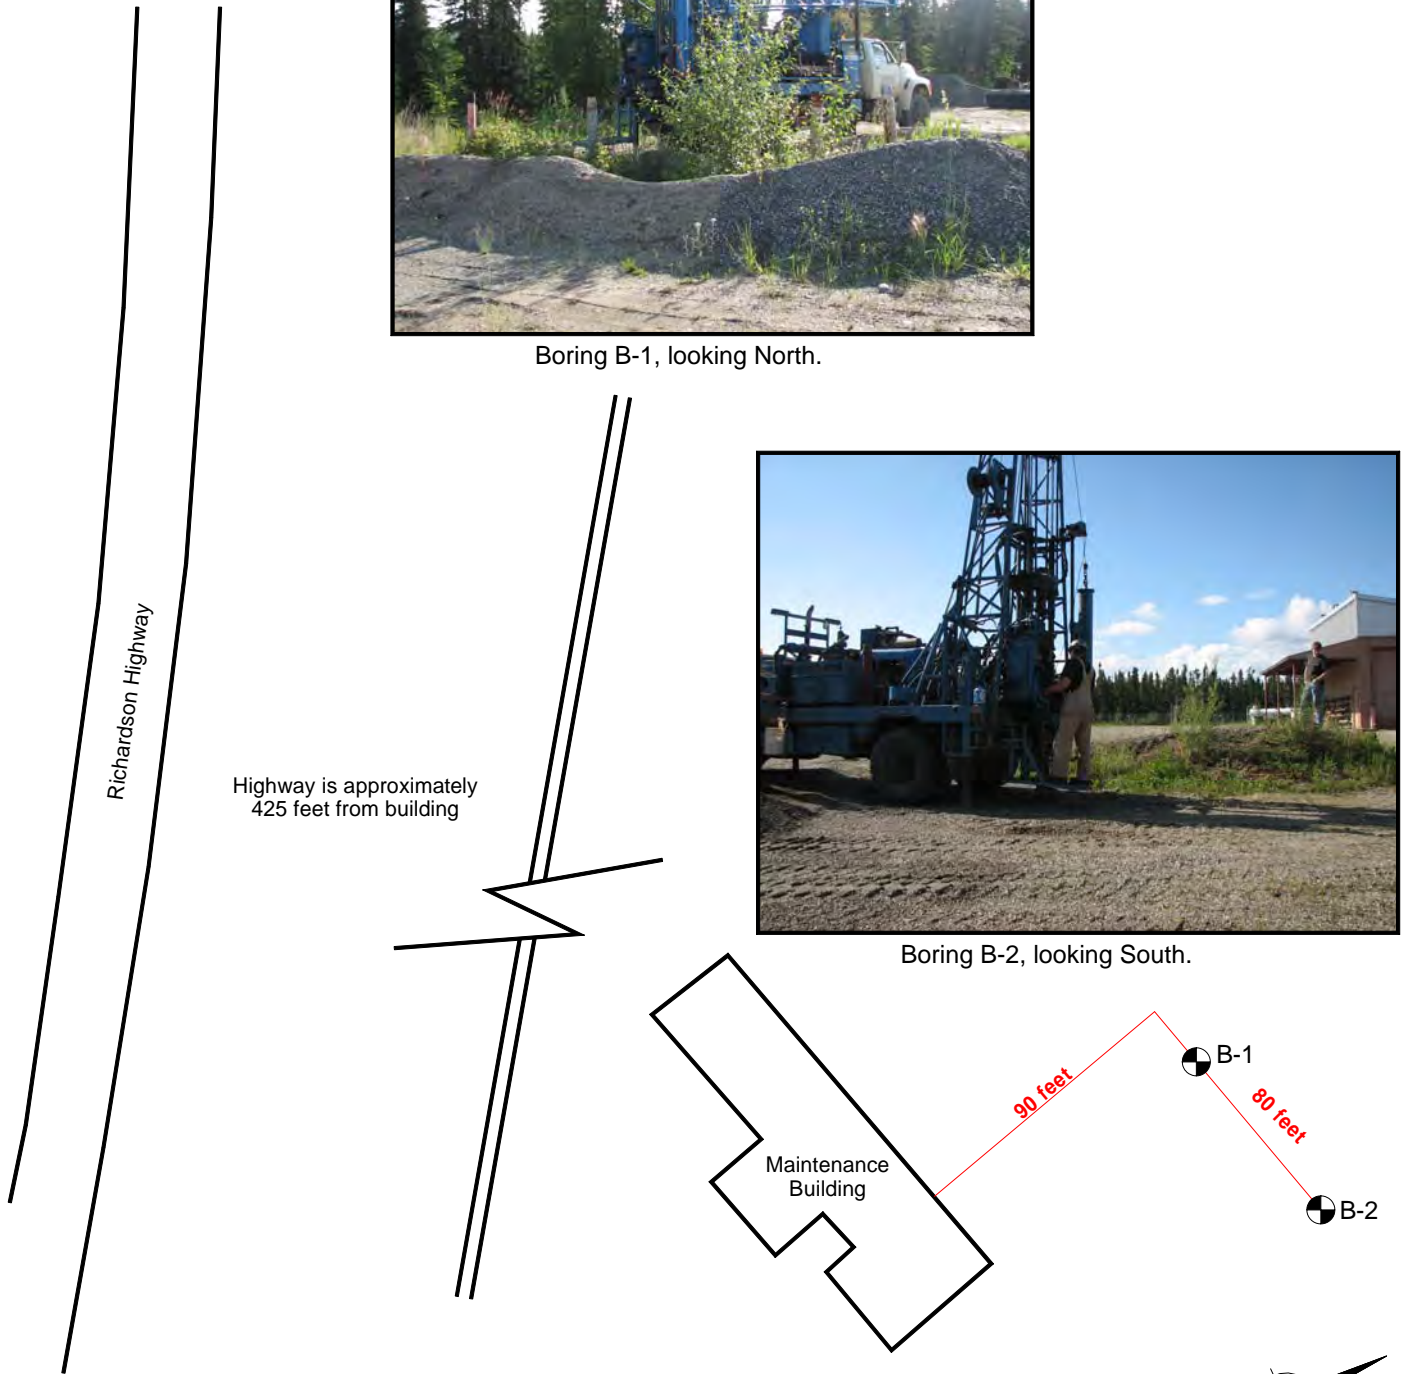 Boring B-1, looking North.
Richardson Highway
Highway is approximately
425 feet from building
Boring B-2, looking South.
B-1
90 feet
80 feet
Maintenance
Building
B-2